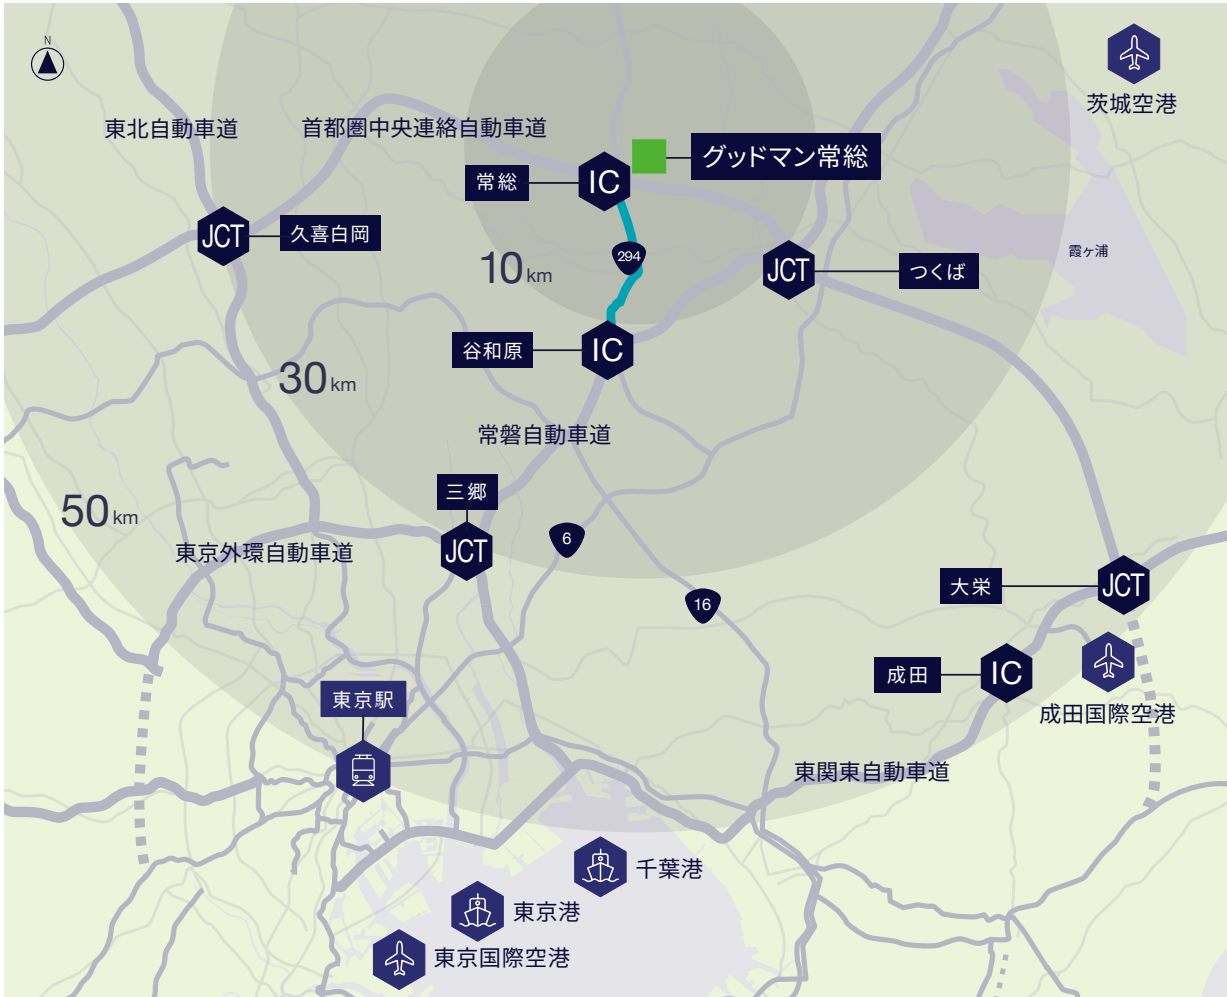 N
茨城空港
東北自動車道
首都圏中央連絡自動車道
グッドマン常総
常総
IC
久喜白岡
JCT
294
10km
霞ヶ浦
JCT
つくば
谷和原
IC
30km
常磐自動車道
三郷
50km
6
東京外環自動車道
JCT
大栄
JCT
16
成田
IC
東京駅
成田国際空港
東関東自動車道
千葉港
東京港
東京国際空港